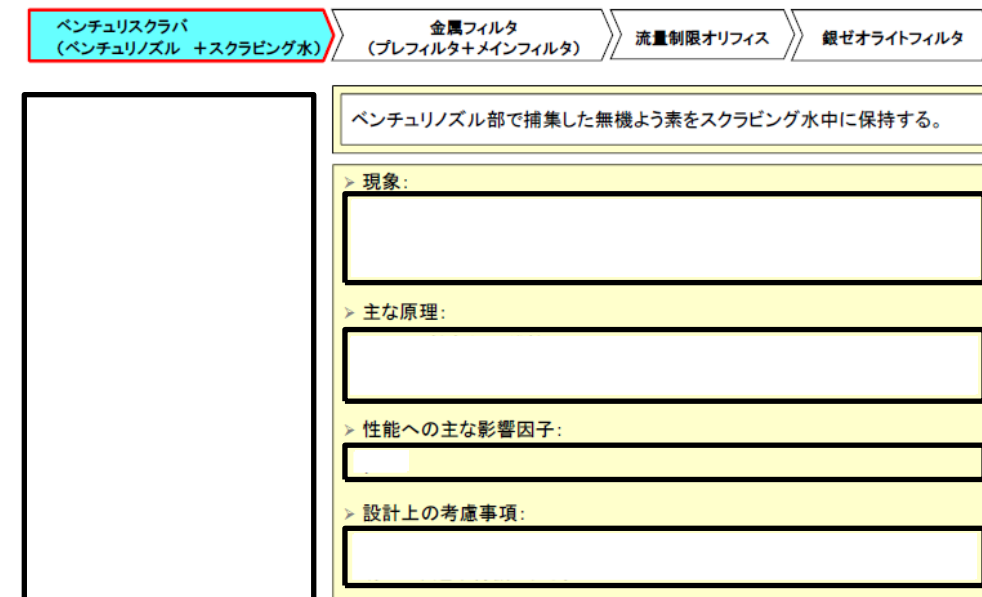 ベンチュリスクラバ
(ベンチュリノズル +スクラビング水)
金属フィルタ
(プレフィルタ+メインフィルタ)
流量制限オリフィス
銀ゼオライトフィルタ
ベンチュリノズル部で捕集した無機よう素をスクラビング水中に保持する。
➢ 現象:
➢ 主な原理:
➢ 性能への主な影響因子:
➢ 設計上の考慮事項: